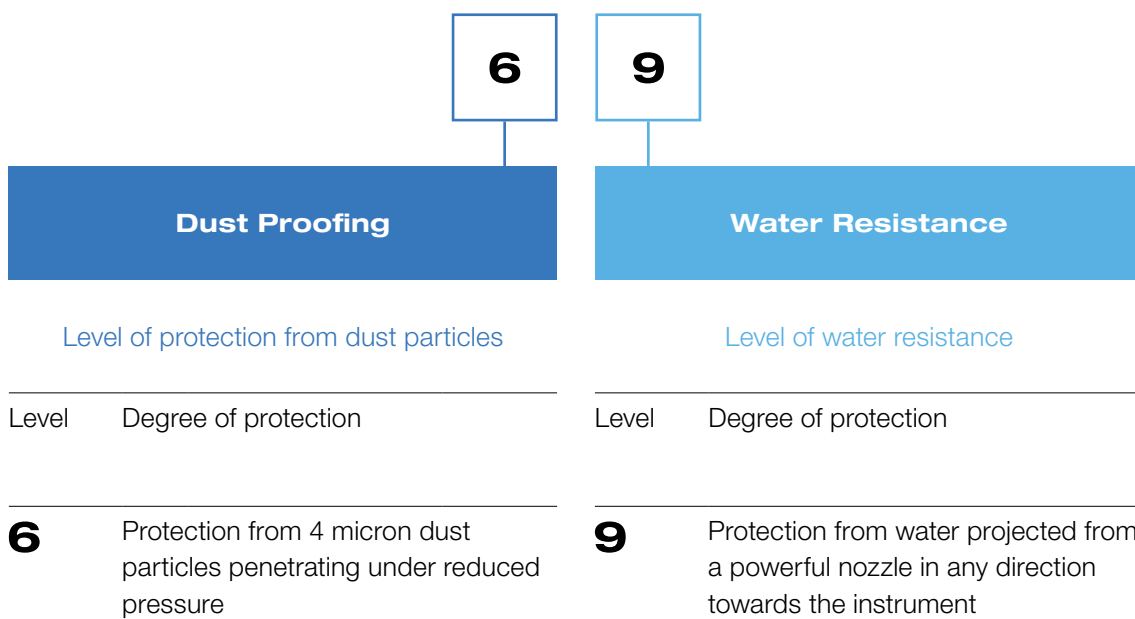 6
9
Dust Proofing
Water Resistance
Level of protection from dust particles
Level of water resistance
Level Degree of protection
Level Degree of protection
6 Protection from 4 micron dust
particles penetrating under reduced
pressure
9 Protection from water projected from
a powerful nozzle in any direction
towards the instrument